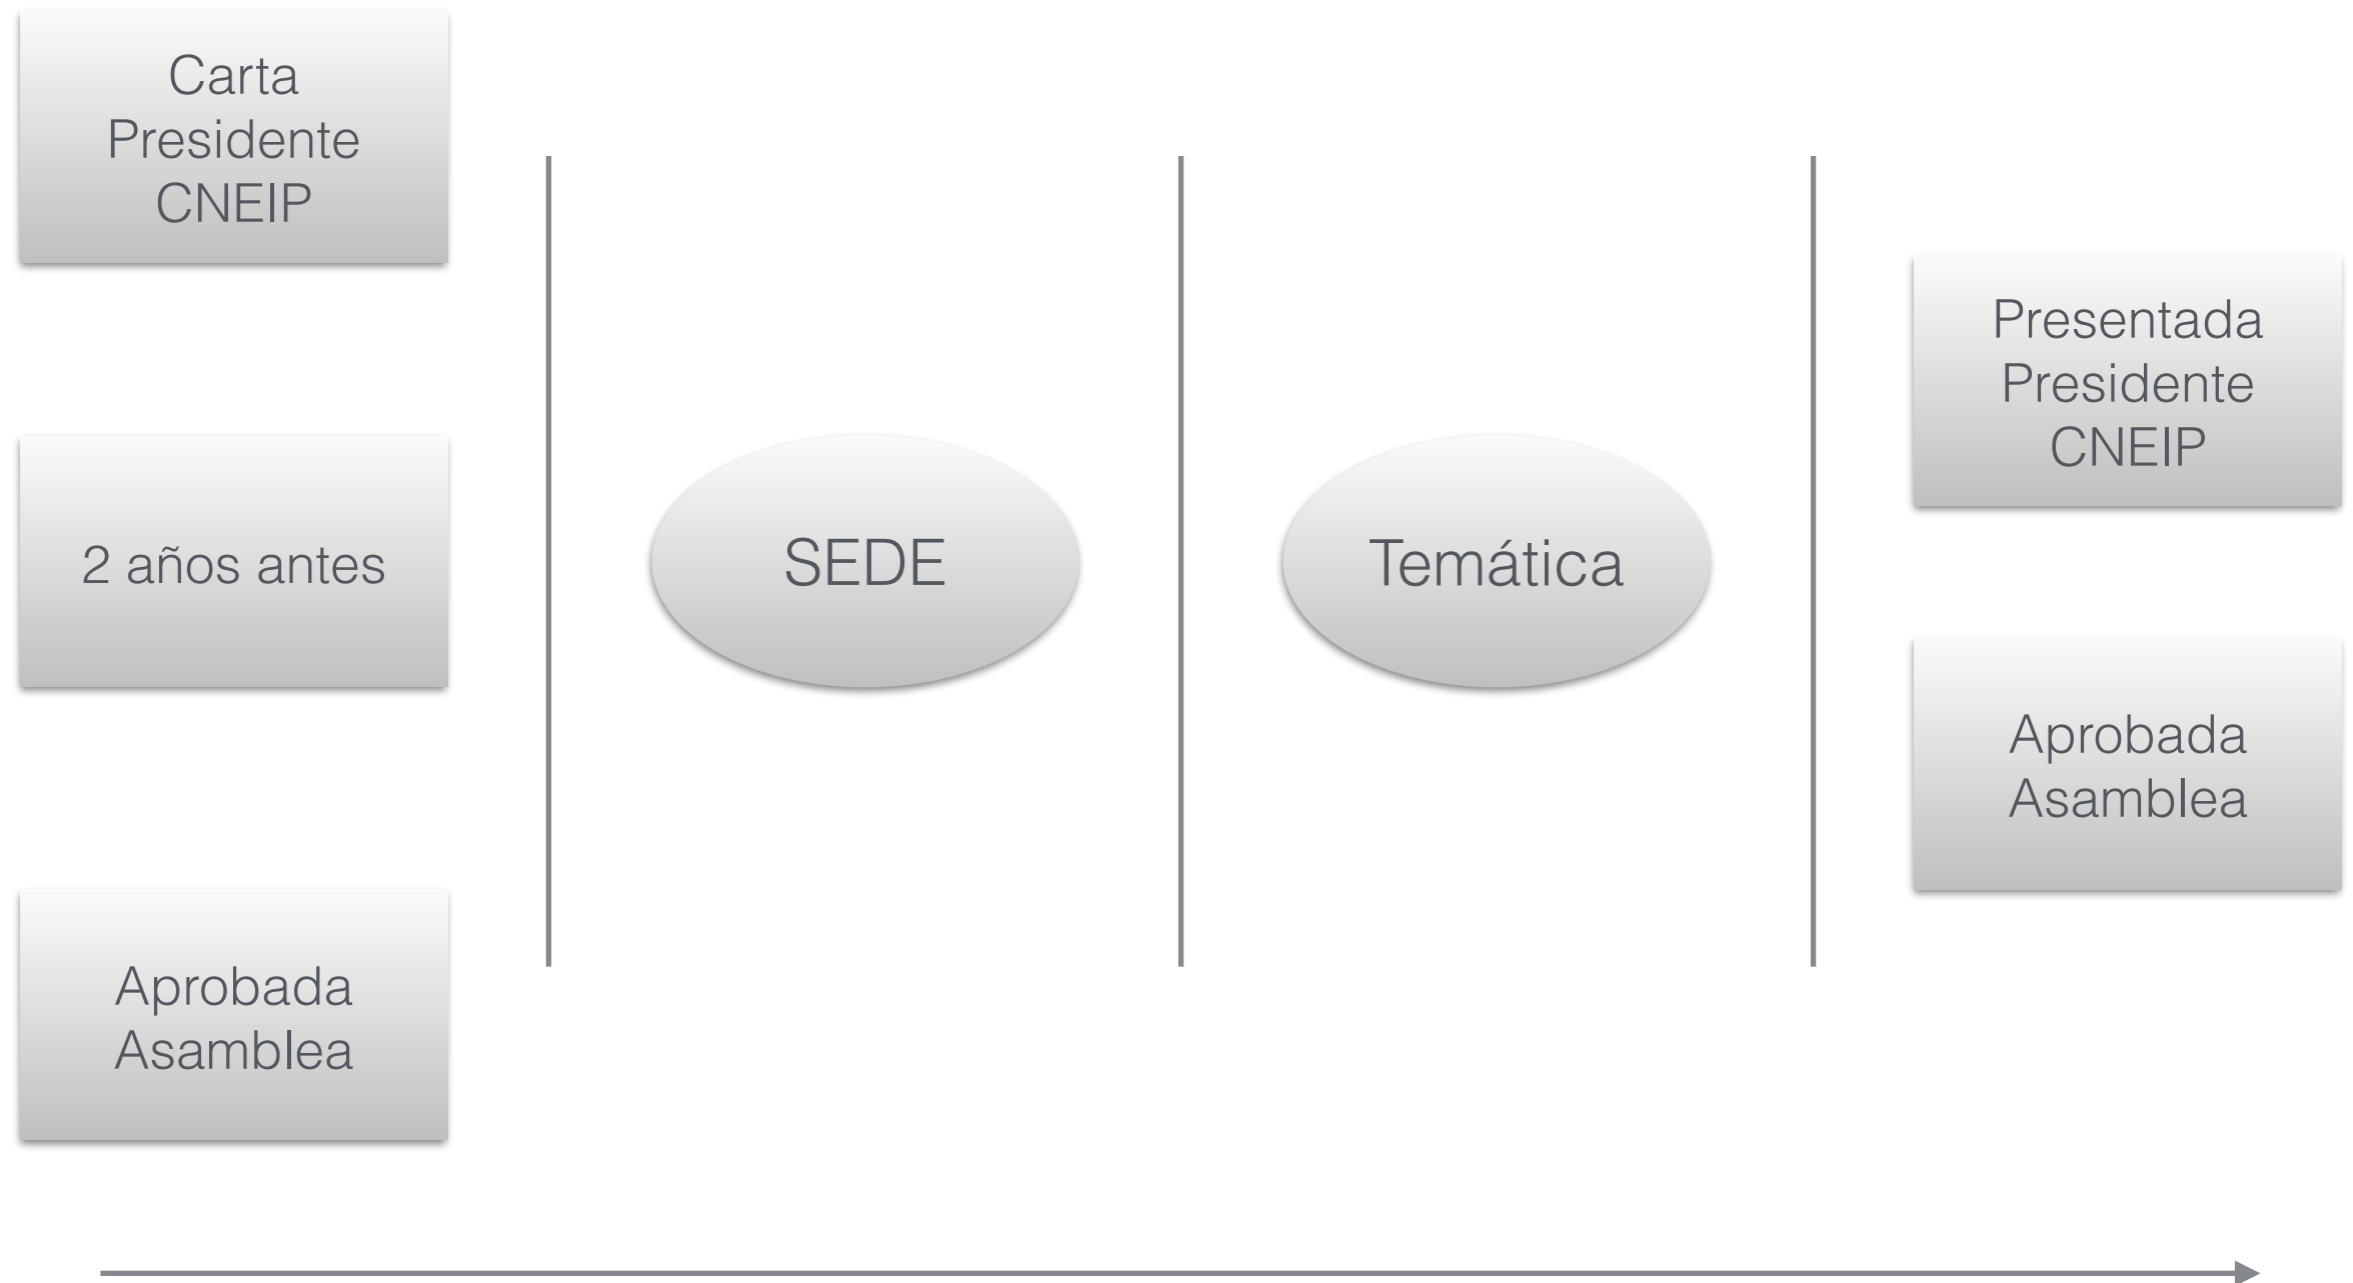 Carta
Presidente
CNEIP
2 años antes
Aprobada
Asamblea
SEDE
Temática
Presentada
Presidente
CNEIP
Aprobada
Asamblea